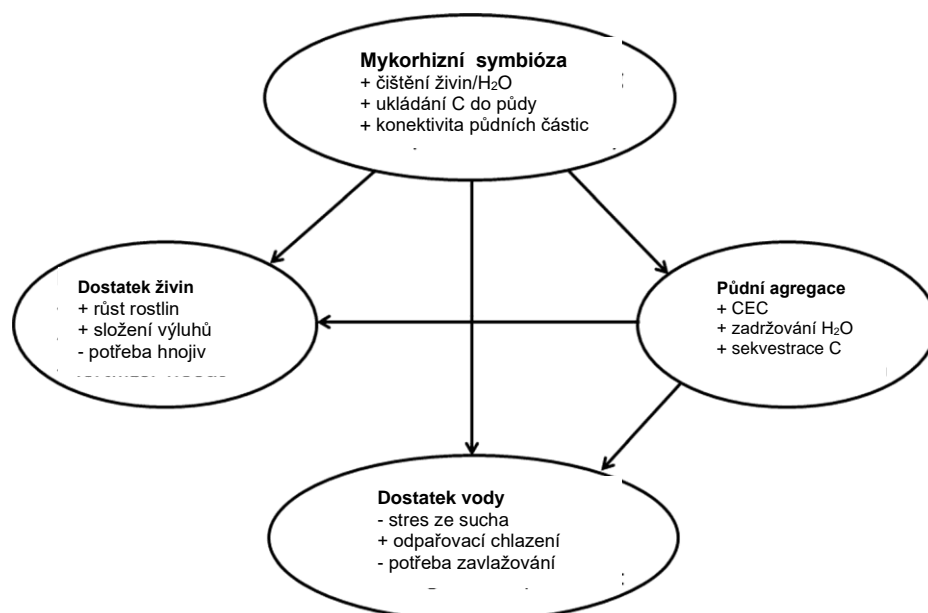 Mykorhizní symbióza
+ čištění živin/H₂O
+ ukládání C do půdy
+ konektivita půdních částic
Dostatek živin
+ růst rostlin
+ složení výluhů
- potřeba hnojiv
Půdní agregace
+ CEC
+ zadržování H₂O
+ sekvestrace C
Dostatek vody
- stres ze sucha
+ odpařovací chlazení
- potřeba zavlažování